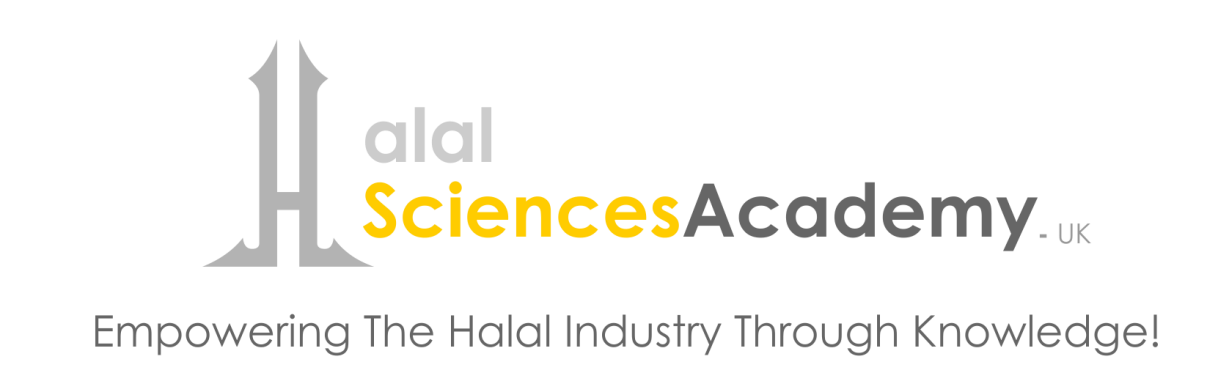 Halal
SciencesAcademy - UK
Empowering The Halal Industry Through Knowledge!